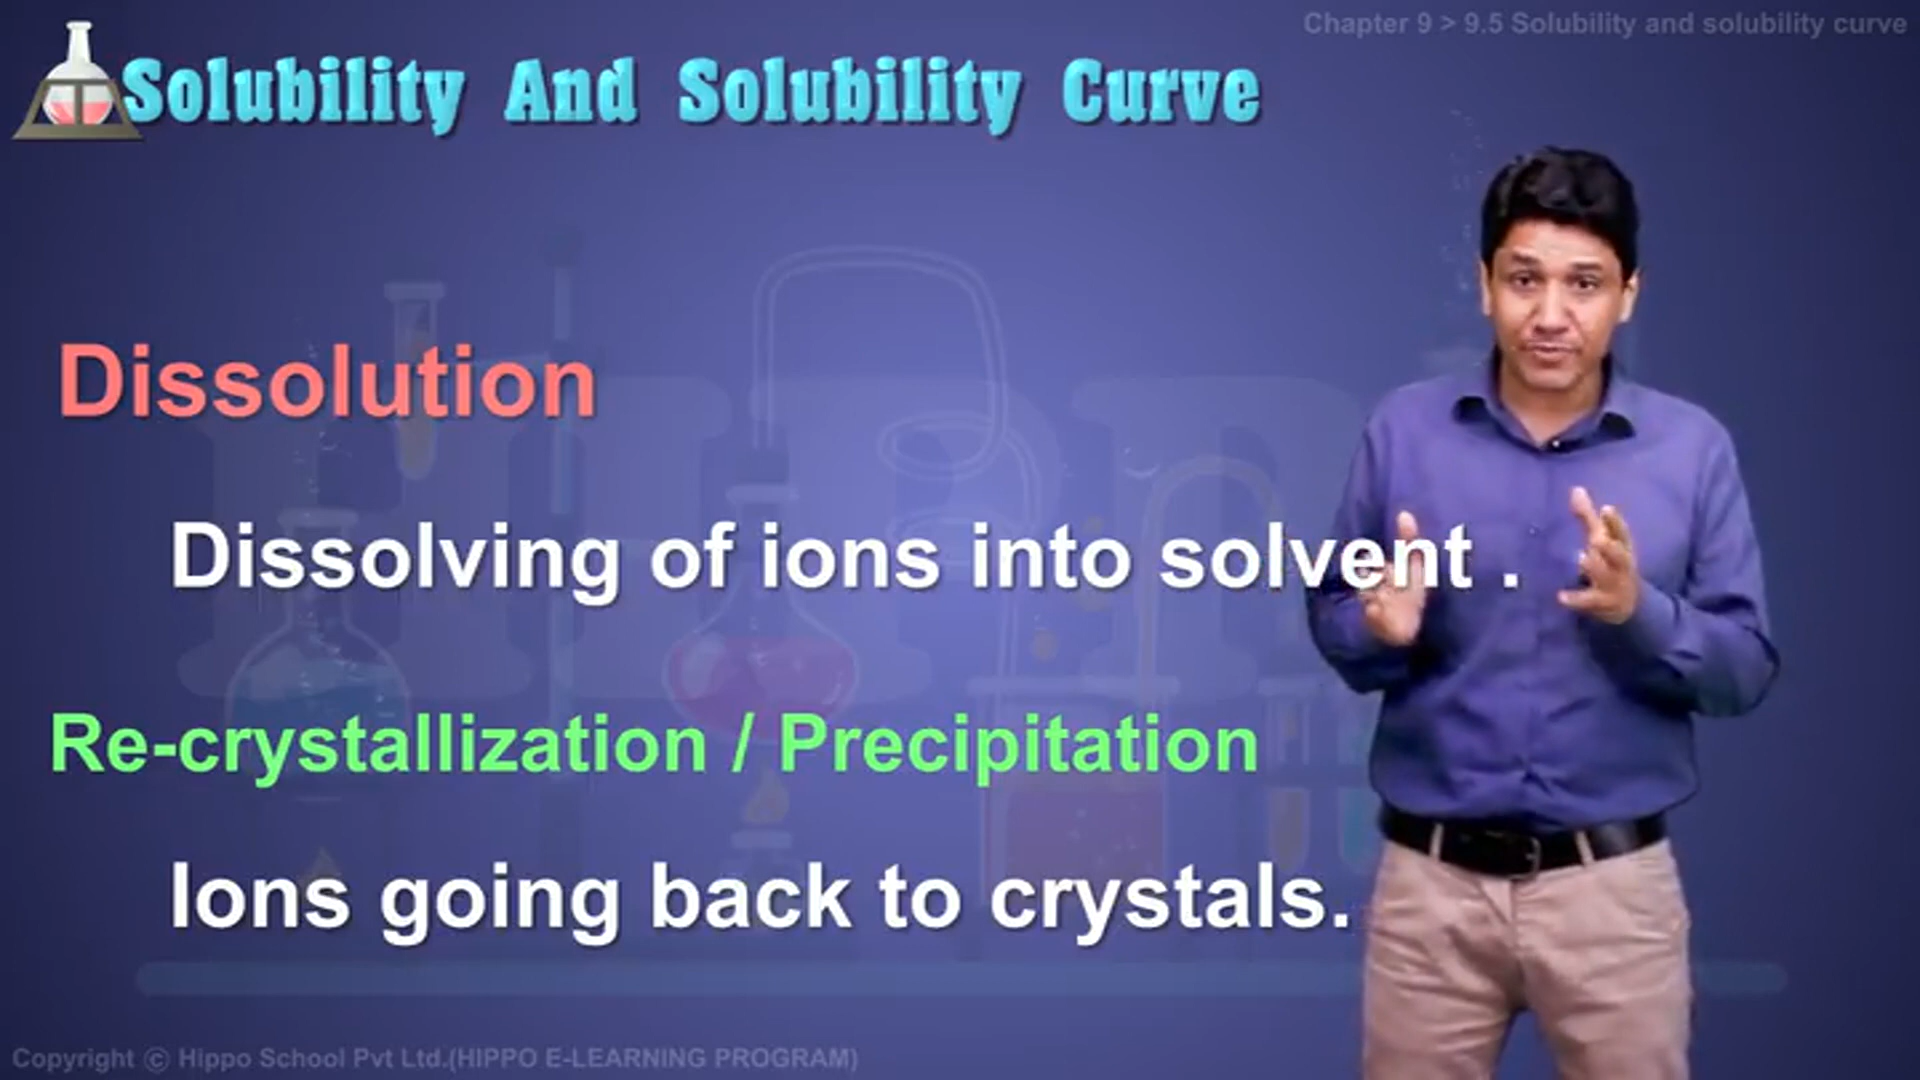 Chapter 9 > 9.5 Solubility and solubility curve
Solubility And Solubility Curve
Dissolution
Dissolving of ions into solvent .
Re-crystallization / Precipitation
Ions going back to crystals.
Copyright © Hippo School Pvt Ltd.(HIPPO E-LEARNING PROGRAM)